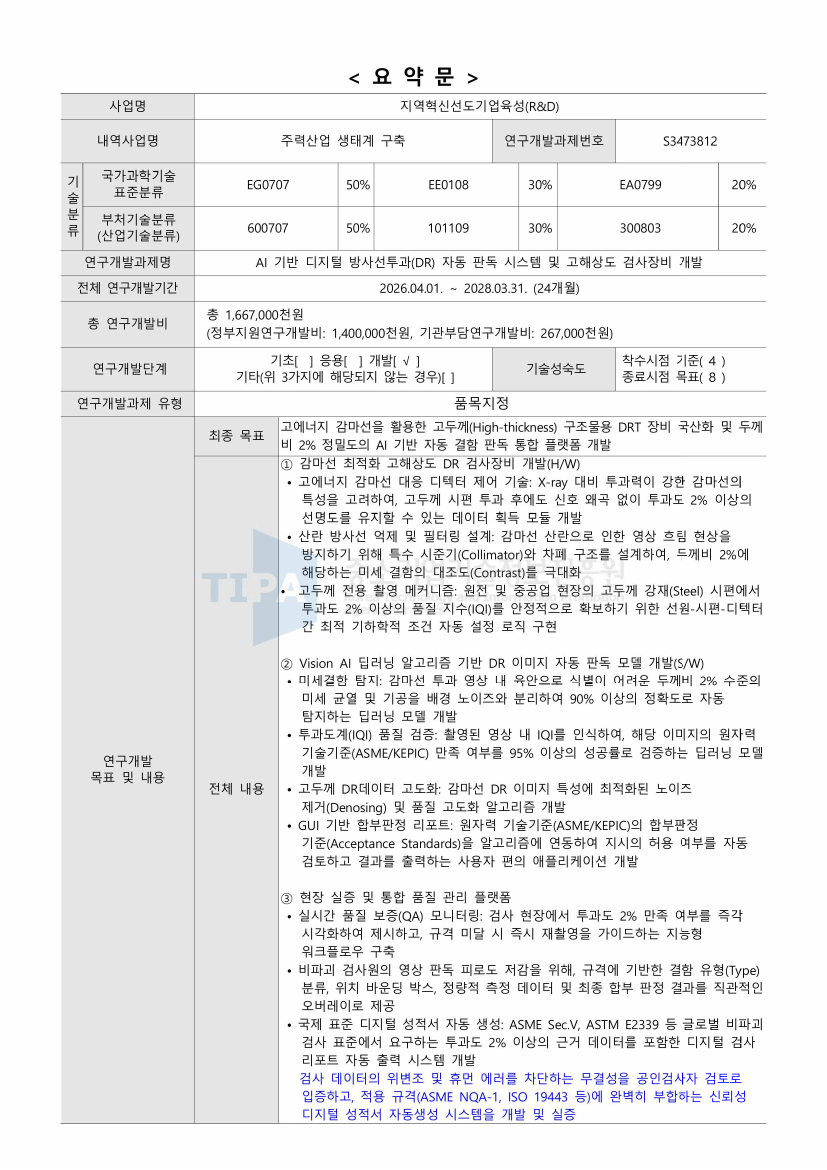 < 요 약 문 >
사업명 지역혁신선도기업육성(R&D)
내역사업명 주력산업 생태계 구축 연구개발과제번호 S3473812
기술분류
국가과학기술
표준분류
EG0707 50% EE0108 30% EA0799 20%
부처기술분류
(산업기술분류)
600707 50% 101109 30% 300803 20%
연구개발과제명 AI 기반 디지털 방사선투과(DR) 자동 판독 시스템 및 고해상도 검사장비 개발
전체 연구개발기간 2026.04.01. ~ 2028.03.31. (24개월)
총 연구개발비
총 1,667,000천원
(정부지원연구개발비: 1,400,000천원, 기관부담연구개발비: 267,000천원)
연구개발단계
기초[ ] 응용[ ] 개발[ √ ]
기타(위 3가지에 해당되지 않는 경우)[ ]
기술성숙도
착수시점 기준( 4 )
종료시점 목표( 8 )
연구개발과제 유형 품목지정
연구개발
목표 및 내용
최종 목표
고에너지 감마선을 활용한 고두께(High-thickness) 구조물용 DRT 장비 국산화 및 두께
비 2% 정밀도의 AI 기반 자동 결함 판독 통합 플랫폼 개발
전체 내용
① 감마선 최적화 고해상도 DR 검사장비 개발(H/W)
• 고에너지 감마선 대응 디텍터 제어 기술: X-ray 대비 투과력이 강한 감마선의
특성을 고려하여, 고두께 시편 투과 후에도 신호 왜곡 없이 투과도 2% 이상의
선명도를 유지할 수 있는 데이터 획득 모듈 개발
• 산란 방사선 억제 및 필터링 설계: 감마선 산란으로 인한 영상 흐림 현상을
방지하기 위해 특수 시준기(Collimator)와 차폐 구조를 설계하여, 두께비 2%에
해당하는 미세 결함의 대조도(Contrast)를 극대화
• 고두께 전용 촬영 메커니즘: 원전 및 중공업 현장의 고두께 강재(Steel) 시편에서
투과도 2% 이상의 품질 지수(IQI)를 안정적으로 확보하기 위한 선원-시편-디텍터
간 최적 기하학적 조건 자동 설정 로직 구현
② Vision AI 딥러닝 알고리즘 기반 DR 이미지 자동 판독 모델 개발(S/W)
• 미세결함 탐지: 감마선 투과 영상 내 육안으로 식별이 어려운 두께비 2% 수준의
미세 균열 및 기공을 배경 노이즈와 분리하여 90% 이상의 정확도로 자동
탐지하는 딥러닝 모델 개발
• 투과도계(IQI) 품질 검증: 촬영된 영상 내 IQI를 인식하여, 해당 이미지의 원자력
기술기준(ASME/KEPIC) 만족 여부를 95% 이상의 성공률로 검증하는 딥러닝 모델
개발
• 고두께 DR데이터 고도화: 감마선 DR 이미지 특성에 최적화된 노이즈
제거(Denosing) 및 품질 고도화 알고리즘 개발
• GUI 기반 합부판정 리포트: 원자력 기술기준(ASME/KEPIC)의 합부판정
기준(Acceptance Standards)을 알고리즘에 연동하여 지시의 허용 여부를 자동
검토하고 결과를 출력하는 사용자 편의 애플리케이션 개발
③ 현장 실증 및 통합 품질 관리 플랫폼
• 실시간 품질 보증(QA) 모니터링: 검사 현장에서 투과도 2% 만족 여부를 즉각
시각화하여 제시하고, 규격 미달 시 즉시 재촬영을 가이드하는 지능형
워크플로우 구축
• 비파괴 검사원의 영상 판독 피로도 저감을 위해, 규격에 기반한 결함 유형(Type)
분류, 위치 바운딩 박스, 정량적 측정 데이터 및 최종 합부 판정 결과를 직관적인
오버레이로 제공
• 국제 표준 디지털 성적서 자동 생성: ASME Sec.V, ASTM E2339 등 글로벌 비파괴
검사 표준에서 요구하는 투과도 2% 이상의 근거 데이터를 포함한 디지털 검사
리포트 자동 출력 시스템 개발
검사 데이터의 위변조 및 휴먼 에러를 차단하는 무결성을 공인검사자 검토로
입증하고, 적용 규격(ASME NQA-1, ISO 19443 등)에 완벽히 부합하는 신뢰성
디지털 성적서 자동생성 시스템을 개발 및 실증
TIPA